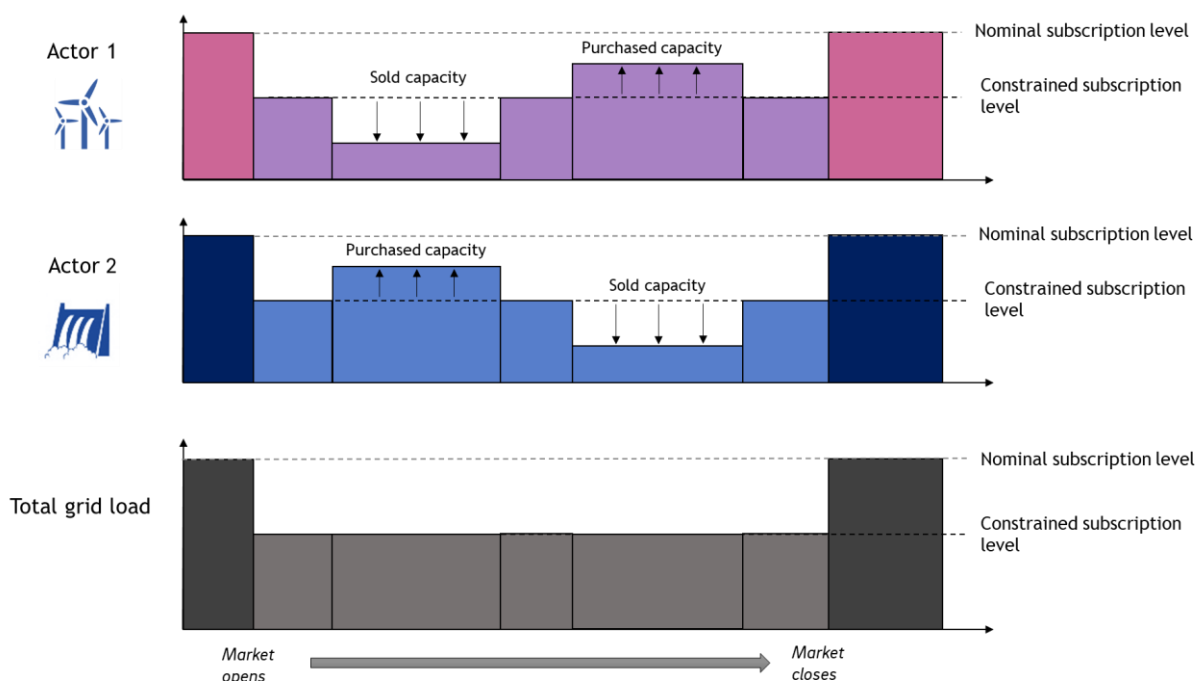 Actor 1
Nominal subscription level
Purchased capacity
Sold capacity
Constrained subscription
level
Actor 2
Nominal subscription level
Purchased capacity
Sold capacity
Constrained subscription
level
Total grid load
Nominal subscription level
Constrained subscription
level
Market
opens
Market
closes